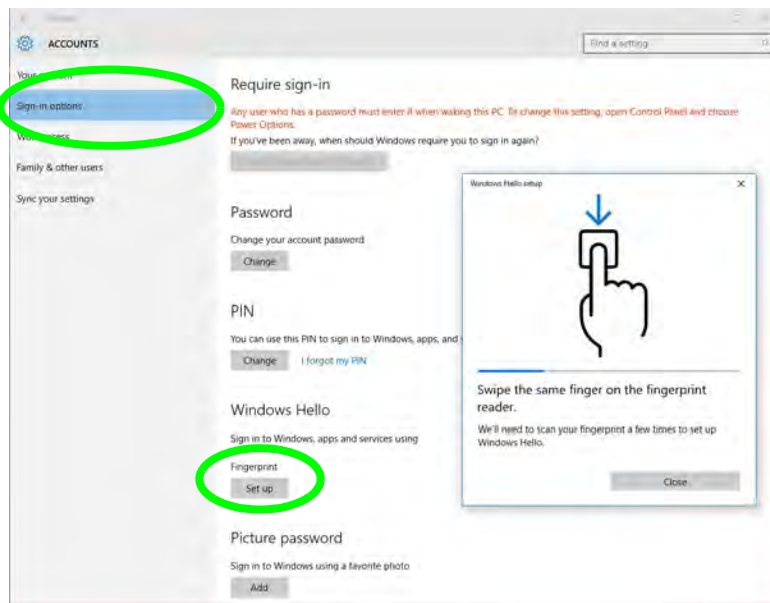 ACCOUNTS
Find a setting
Sign-in options
Family & other users
Sync your settings
Require sign-in
Any user who has a password must enter it when waking this PC. To change this setting, open Control Panel and choose
Power Options.
If you've been away, when should Windows require you to sign in again?
Password
Change your account password
Change
PIN
You can use this PIN to sign in to Windows, apps, and
Change I forgot my PIN
Windows Hello
Sign in to Windows, apps and services using
Fingerprint
Set up
Picture password
Sign in to Windows using a favorite photo
Add
Windows Hello setup
Swipe the same finger on the fingerprint
reader.
We'll need to scan your fingerprint a few times to set up
Windows Hello.
Close